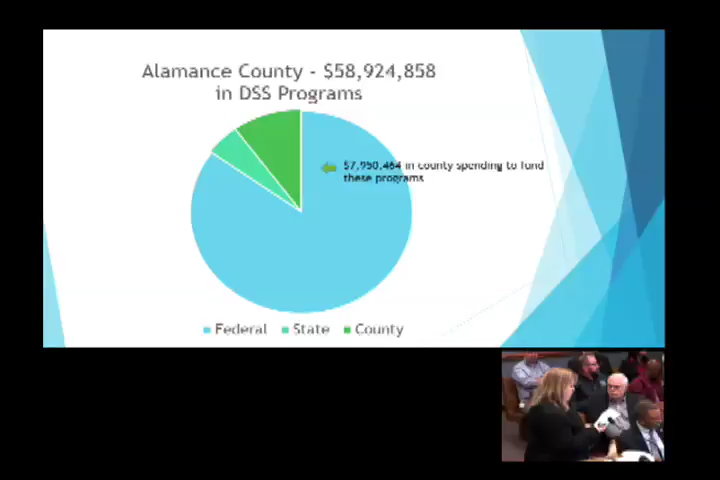 Alamance County - $58,924,858
in DSS Programs
$7,950,464 in county spending to fund
these programs
Federal State County